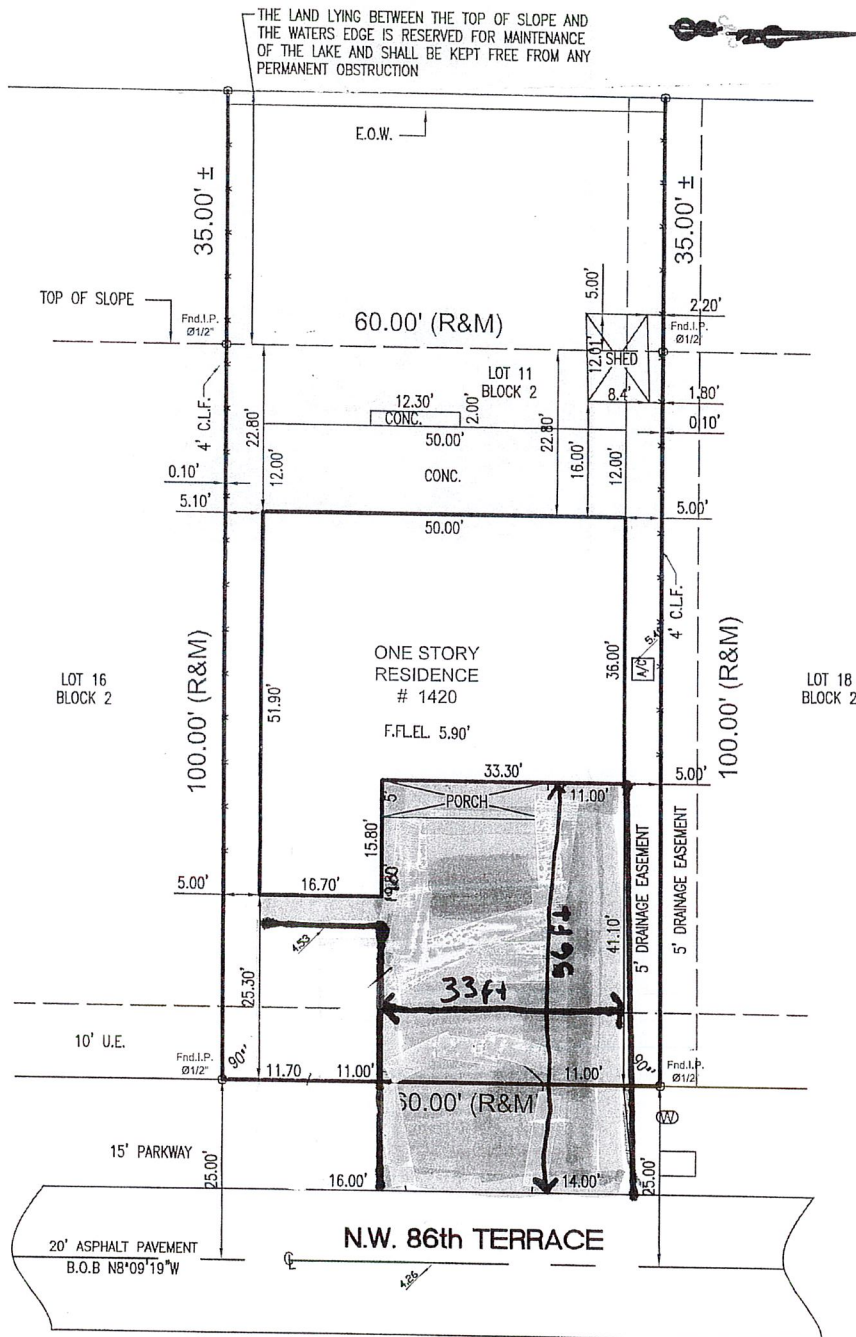 THE LAND LYING BETWEEN THE TOP OF SLOPE AND
THE WATERS EDGE IS RESERVED FOR MAINTENANCE
OF THE LAKE AND SHALL BE KEPT FREE FROM ANY
PERMANENT OBSTRUCTION
E.O.W.
35.00' ±
35.00' ±
TOP OF SLOPE
Fnd.I.P.
Ø1/2"
60.00' (R&M)
5.00'
2.20'
Fnd.I.P.
Ø1/2"
12.01'
SHED
8.4'
1.80'
0.10'
LOT 11
BLOCK 2
12.30'
2.00'
CONC.
50.00'
22.80'
22.80'
4' C.L.F.
12.00'
16.00'
12.00'
CONC.
0.10'
5.10'
5.00'
50.00'
4' C.L.F.
100.00' (R&M)
100.00' (R&M)
LOT 16
BLOCK 2
LOT 18
BLOCK 2
ONE STORY
RESIDENCE
# 1420
F.FL.EL. 5.90'
51.90'
36.00'
A/C
33.30'
5.00'
PORCH
11.00'
5'
15.80'
5.00'
16.70'
4.53
25.30'
33ft
56Ft
41.10'
5' DRAINAGE EASEMENT
5' DRAINAGE EASEMENT
10' U.E.
Fnd.I.P.
Ø1/2"
Fnd.I.P.
Ø1/2"
11.70
11.00'
11.00'
60.00' (R&M
W
15' PARKWAY
25.00'
25.00'
16.00'
14.00'
N.W. 86th TERRACE
20' ASPHALT PAVEMENT
B.O.B N8°09'19"W
4.26